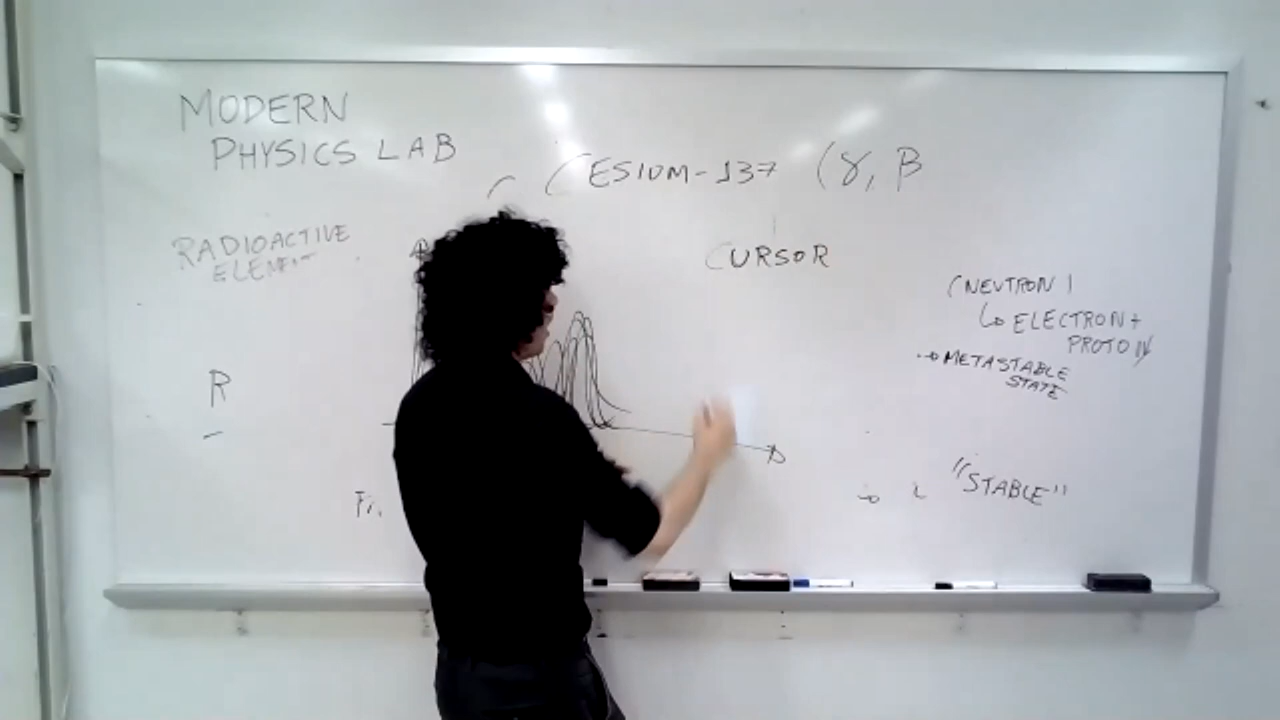 MODERN
PHYSICS LAB
CESIUM-137 (γ, β
RADIOACTIVE
ELEMENT
CURSOR
(NEUTRON)
↳ ELECTRON +
PROTON
→ METASTABLE
STATE
R
"STABLE"